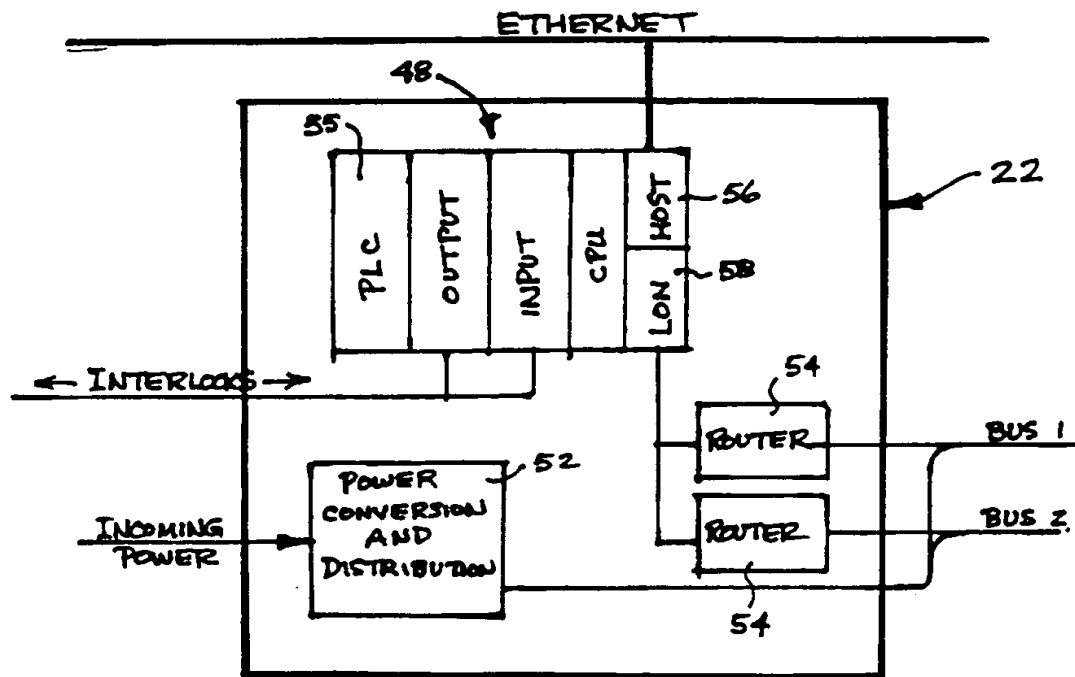 ETHERNET
48
55
22
PLC
OUTPUT
INPUT
CPU
HOST
LON
56
58
← INTERLOCKS →
54
ROUTER
BUS 1
52
POWER
CONVERSION
AND
DISTRIBUTION
INCOMING
POWER
ROUTER
BUS 2
54